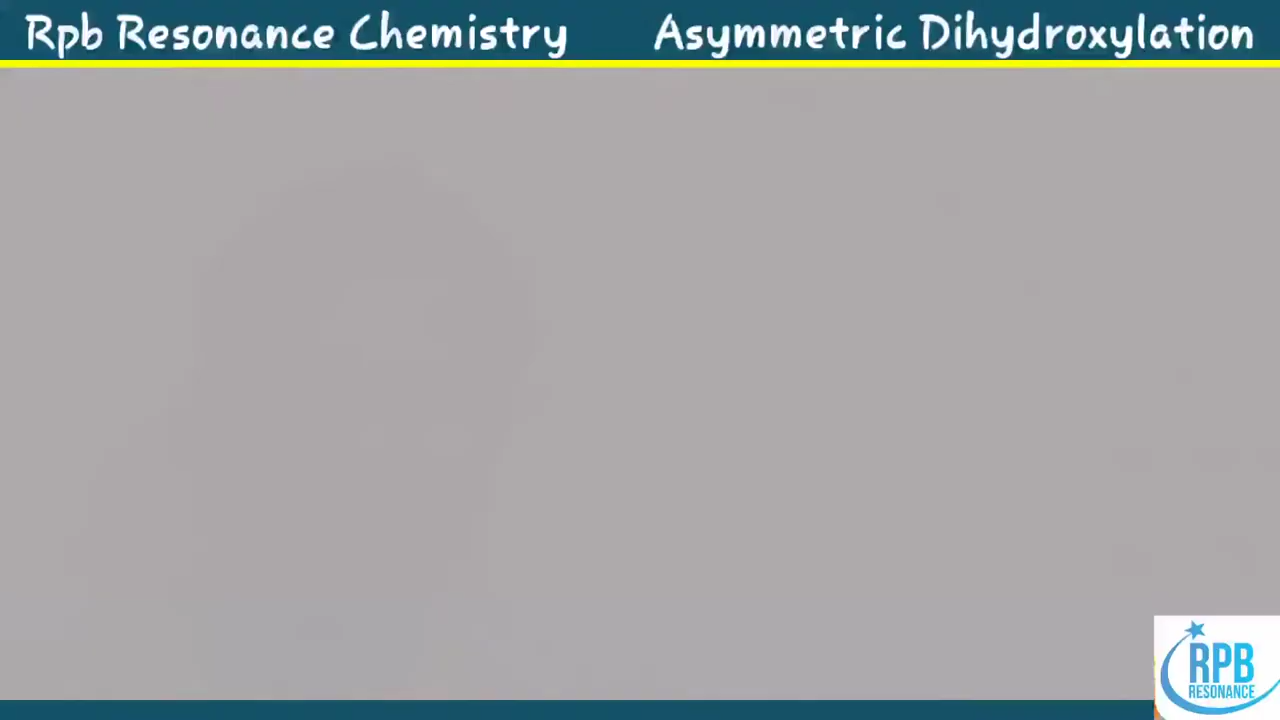 Rpb Resonance Chemistry
Asymmetric Dihydroxylation
RPB
RESONANCE